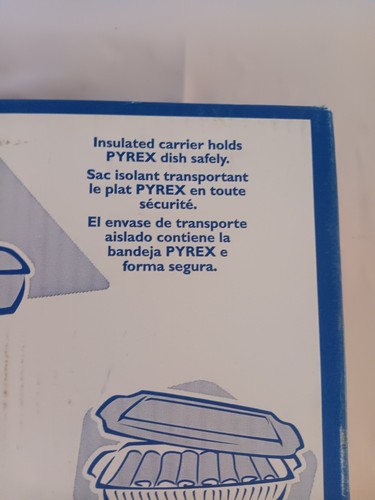 Insulated carrier holds
PYREX dish safely.
Sac isolant transportant
le plat PYREX en toute
sécurité.
El envase de transporte
aislado contiene la
bandeja PYREX e
forma segura.